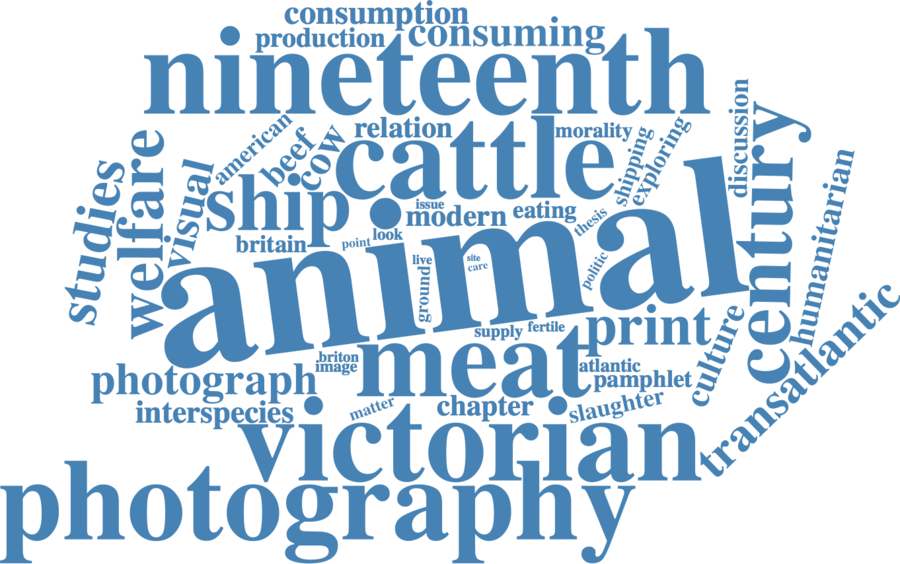 consumption
production
consuming
nineteenth
american
beef
cow
relation
cattle
morality
shipping
exploring
discussion
century
humanitarian
studies
welfare
visual
ship
issue
modern
eating
thesis
britain
point
look
animal
live
ground
site
care
politic
supply
fertile
print
culture
transatlantic
briton
image
meat
atlantic
pamphlet
photograph
interspecies
matter
chapter
slaughter
victorian
photography